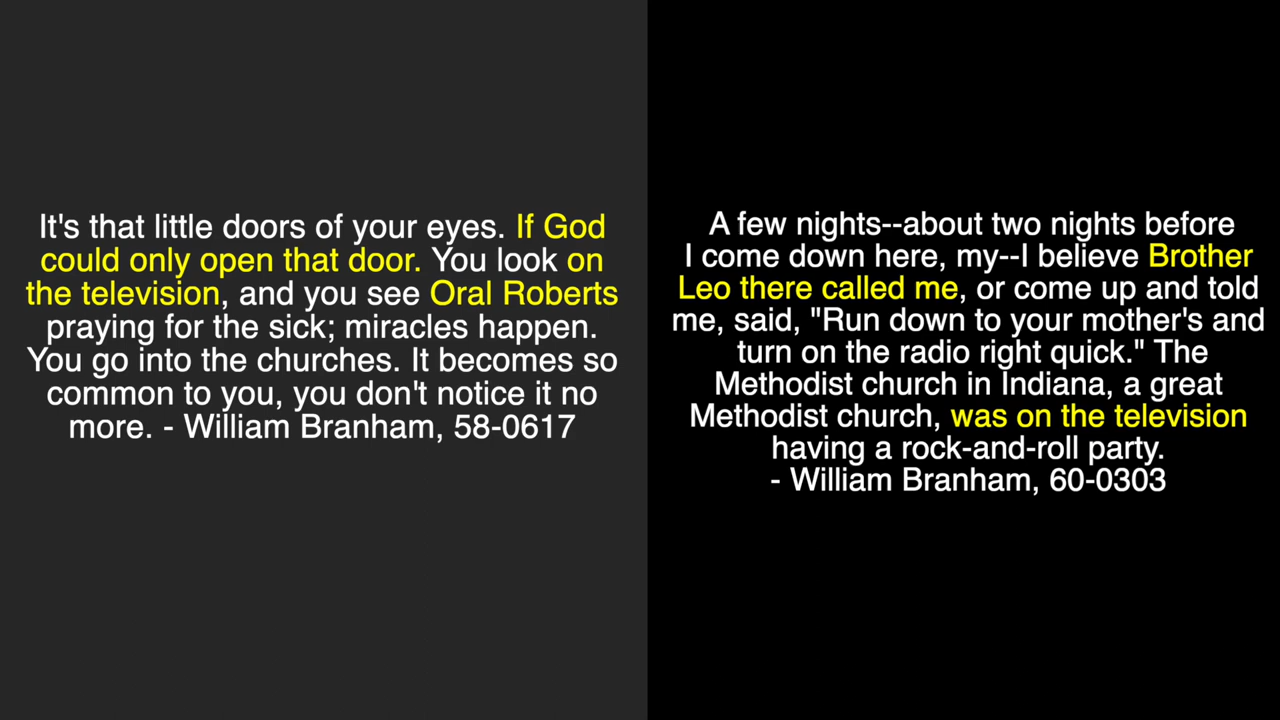 It's that little doors of your eyes. If God
could only open that door. You look on
the television, and you see Oral Roberts
praying for the sick; miracles happen.
You go into the churches. It becomes so
common to you, you don't notice it no
more. - William Branham, 58-0617
A few nights--about two nights before
I come down here, my--I believe Brother
Leo there called me, or come up and told
me, said, "Run down to your mother's and
turn on the radio right quick." The
Methodist church in Indiana, a great
Methodist church, was on the television
having a rock-and-roll party.
- William Branham, 60-0303